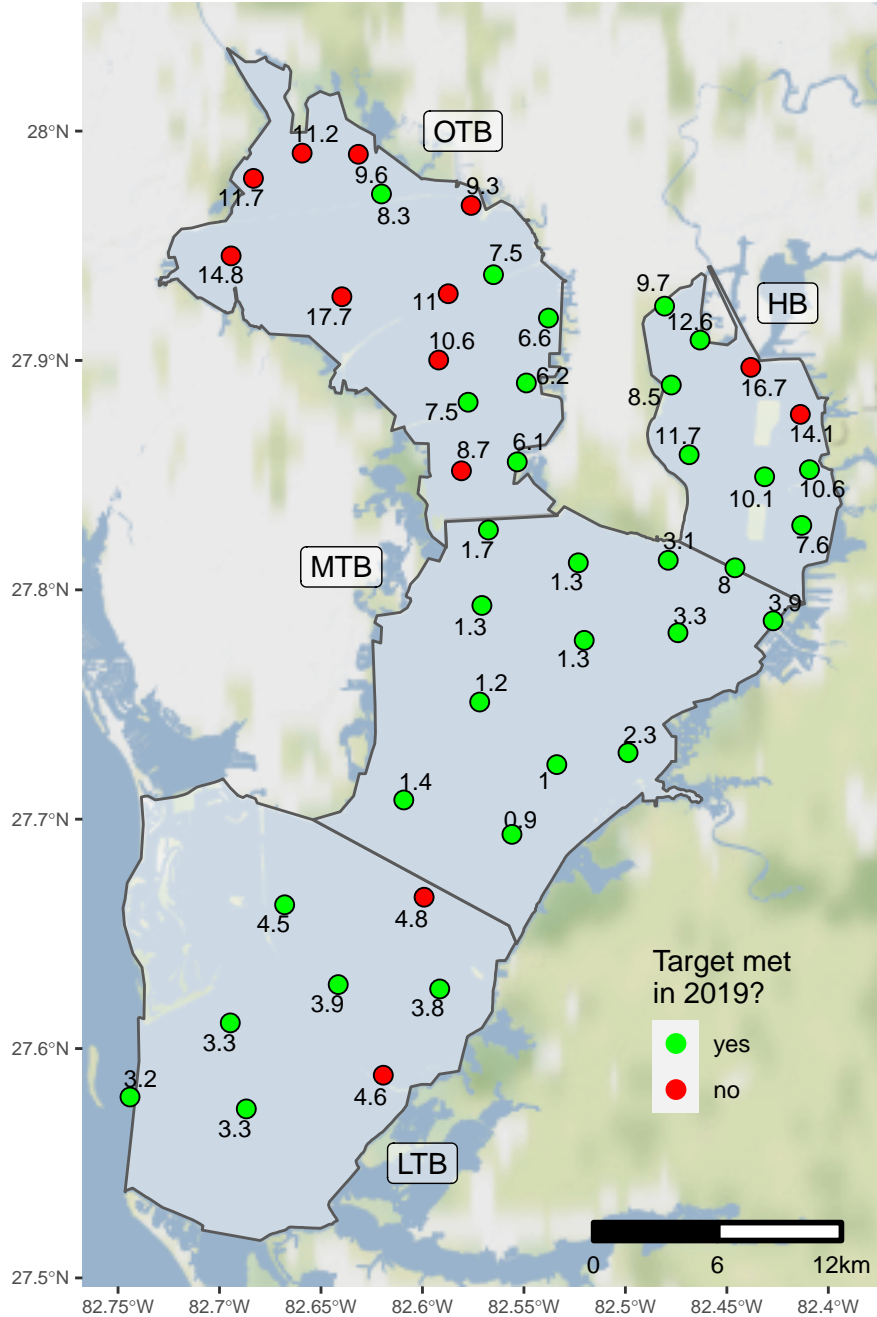 28°N
27.9°N
27.8°N
27.7°N
27.6°N
27.5°N
OTB
11.2
9.6
11.7
8.3
9.3
14.8
7.5
17.7
11
6.6
10.6
6.2
7.5
8.7
6.1
HB
9.7
12.6
16.7
8.5
14.1
11.7
10.1
10.6
7.6
8
MTB
1.7
1.3
3.1
3.9
1.3
3.3
1.3
1.2
2.3
1
1.4
0.9
4.5
4.8
3.9
3.8
3.3
3.2
4.6
3.3
LTB
Target met
in 2019?
yes
no
0 6 12km
82.75°W 82.7°W 82.65°W 82.6°W 82.55°W 82.5°W 82.45°W 82.4°W